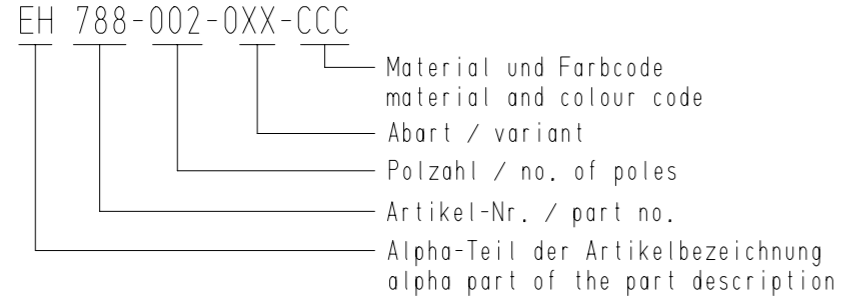 EH 788-002-0XX-CCC
Material und Farbcode
material and colour code
Abart / variant
Polzahl / no. of poles
Artikel-Nr. / part no.
Alpha-Teil der Artikelbezeichnung
alpha part of the part description